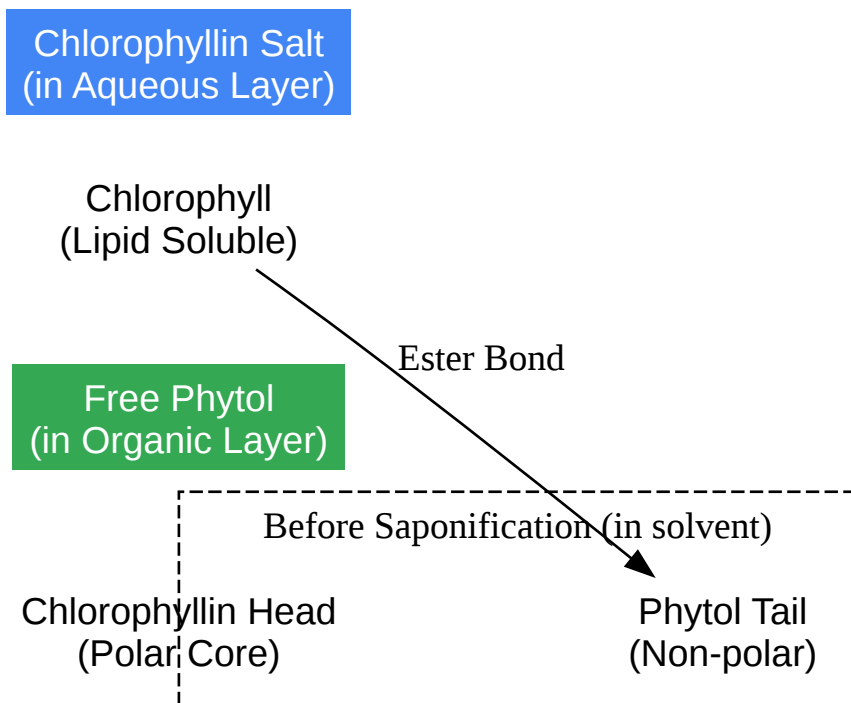 Chlorophyllin Salt
(in Aqueous Layer)
Chlorophyll
(Lipid Soluble)
Ester Bond
Free Phytol
(in Organic Layer)
Before Saponification (in solvent)
Chlorophyllin Head
(Polar Core)
Phytol Tail
(Non-polar)